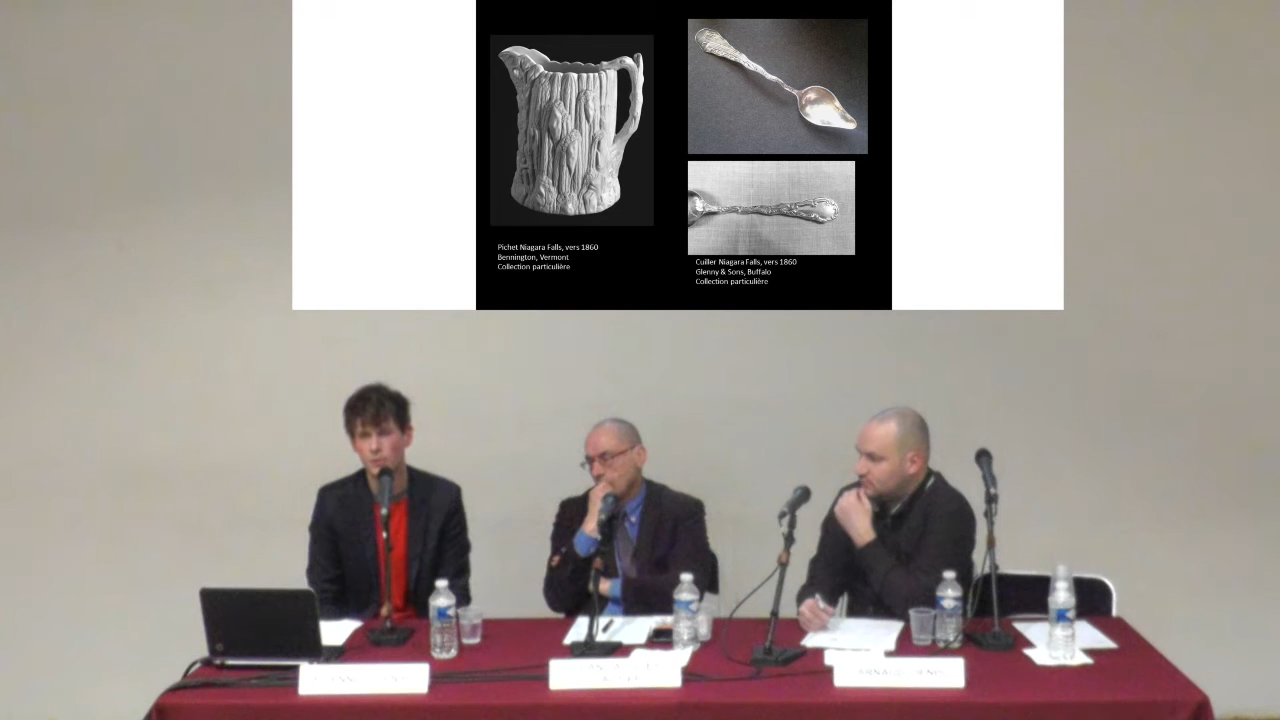 Pichet Niagara Falls, vers 1860
Bennington, Vermont
Collection particulière
Cuiller Niagara Falls, vers 1860
Glenny & Sons, Buffalo
Collection particulière